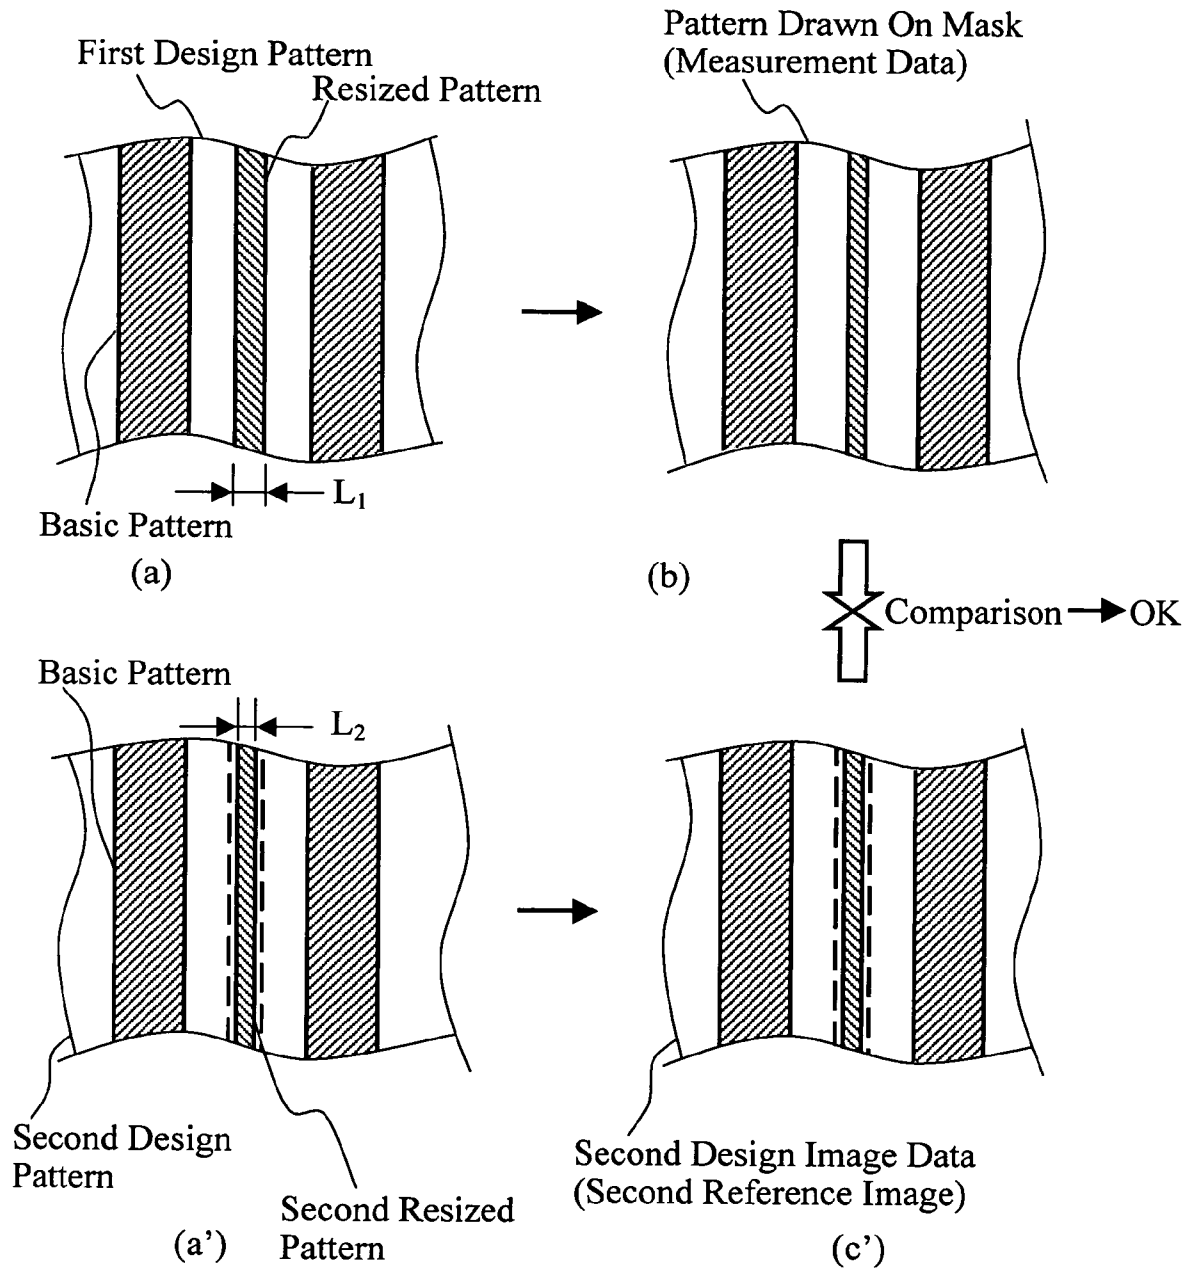 First Design Pattern
Resized Pattern
Pattern Drawn On Mask
(Measurement Data)
L1
Basic Pattern
(a)
(b)
Comparison
OK
Basic Pattern
L2
Second Design
Pattern
Second Resized
Pattern
(a’)
Second Design Image Data
(Second Reference Image)
(c’)